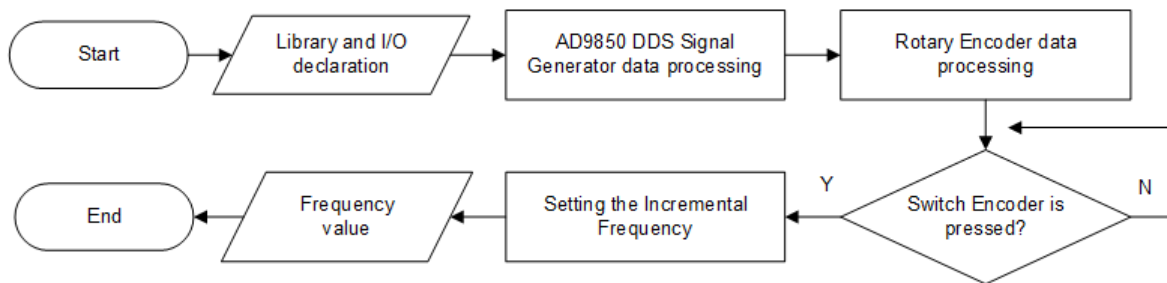 Start
Library and I/O
declaration
AD9850 DDS Signal
Generator data processing
Rotary Encoder data
processing
Switch Encoder is
pressed?
N
Y
Setting the Incremental
Frequency
Frequency
value
End